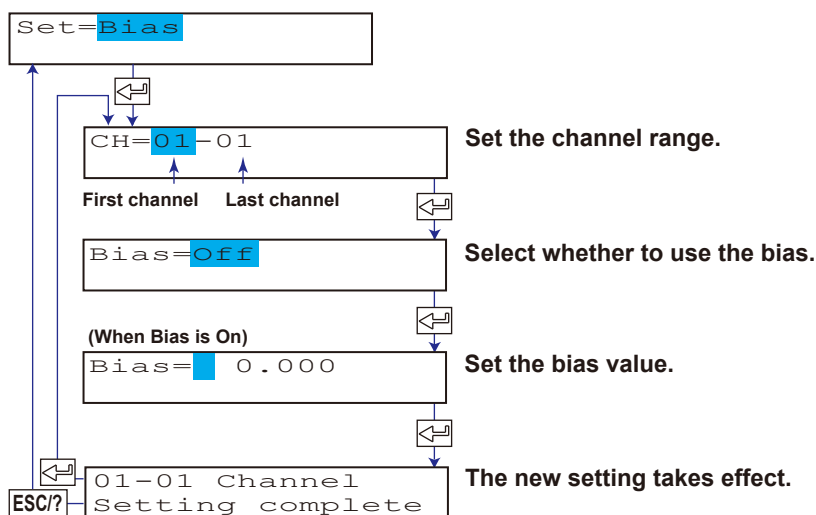 Set=Bias
CH=01-01
Set the channel range.
First channel
Last channel
Bias=Off
Select whether to use the bias.
(When Bias is On)
Bias= 0.000
Set the bias value.
01-01 Channel
Setting complete
The new setting takes effect.
ESC/?